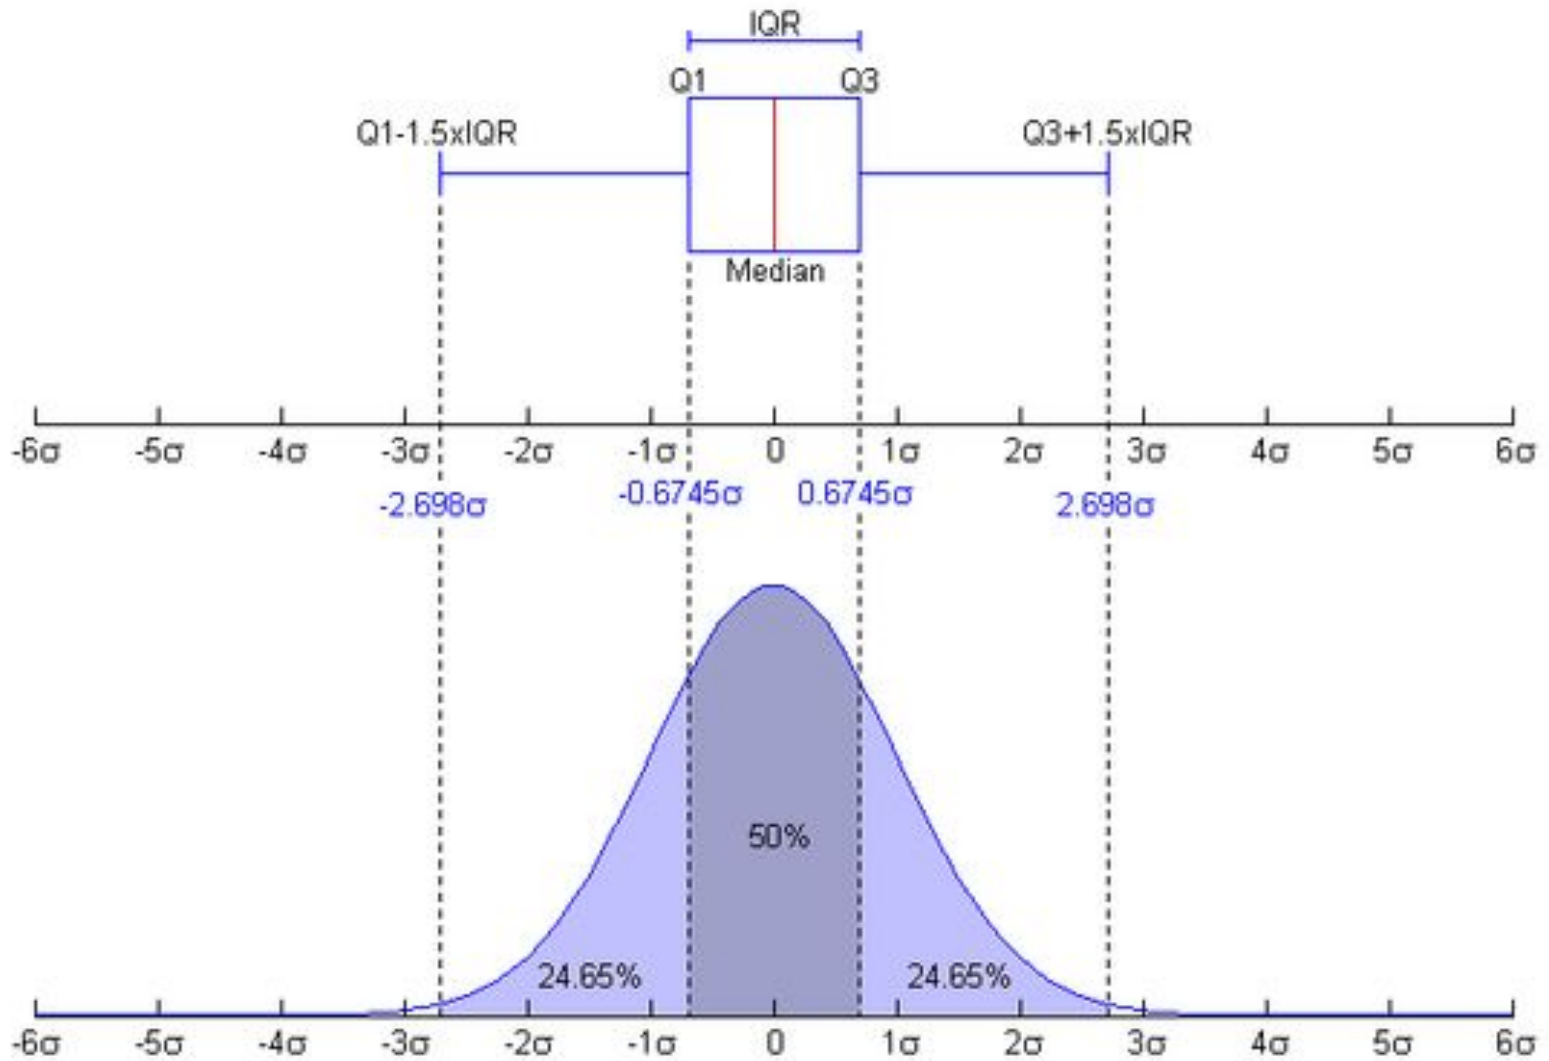 IQR
Q1 Q3
Q1-1.5xIQR Q3+1.5xIQR
Median
-6σ -5σ -4σ -3σ -2σ -1σ 0 1σ 2σ 3σ 4σ 5σ 6σ
-2.698σ -0.6745σ 0.6745σ 2.698σ
50%
24.65% 24.65%
-6σ -5σ -4σ -3σ -2σ -1σ 0 1σ 2σ 3σ 4σ 5σ 6σ